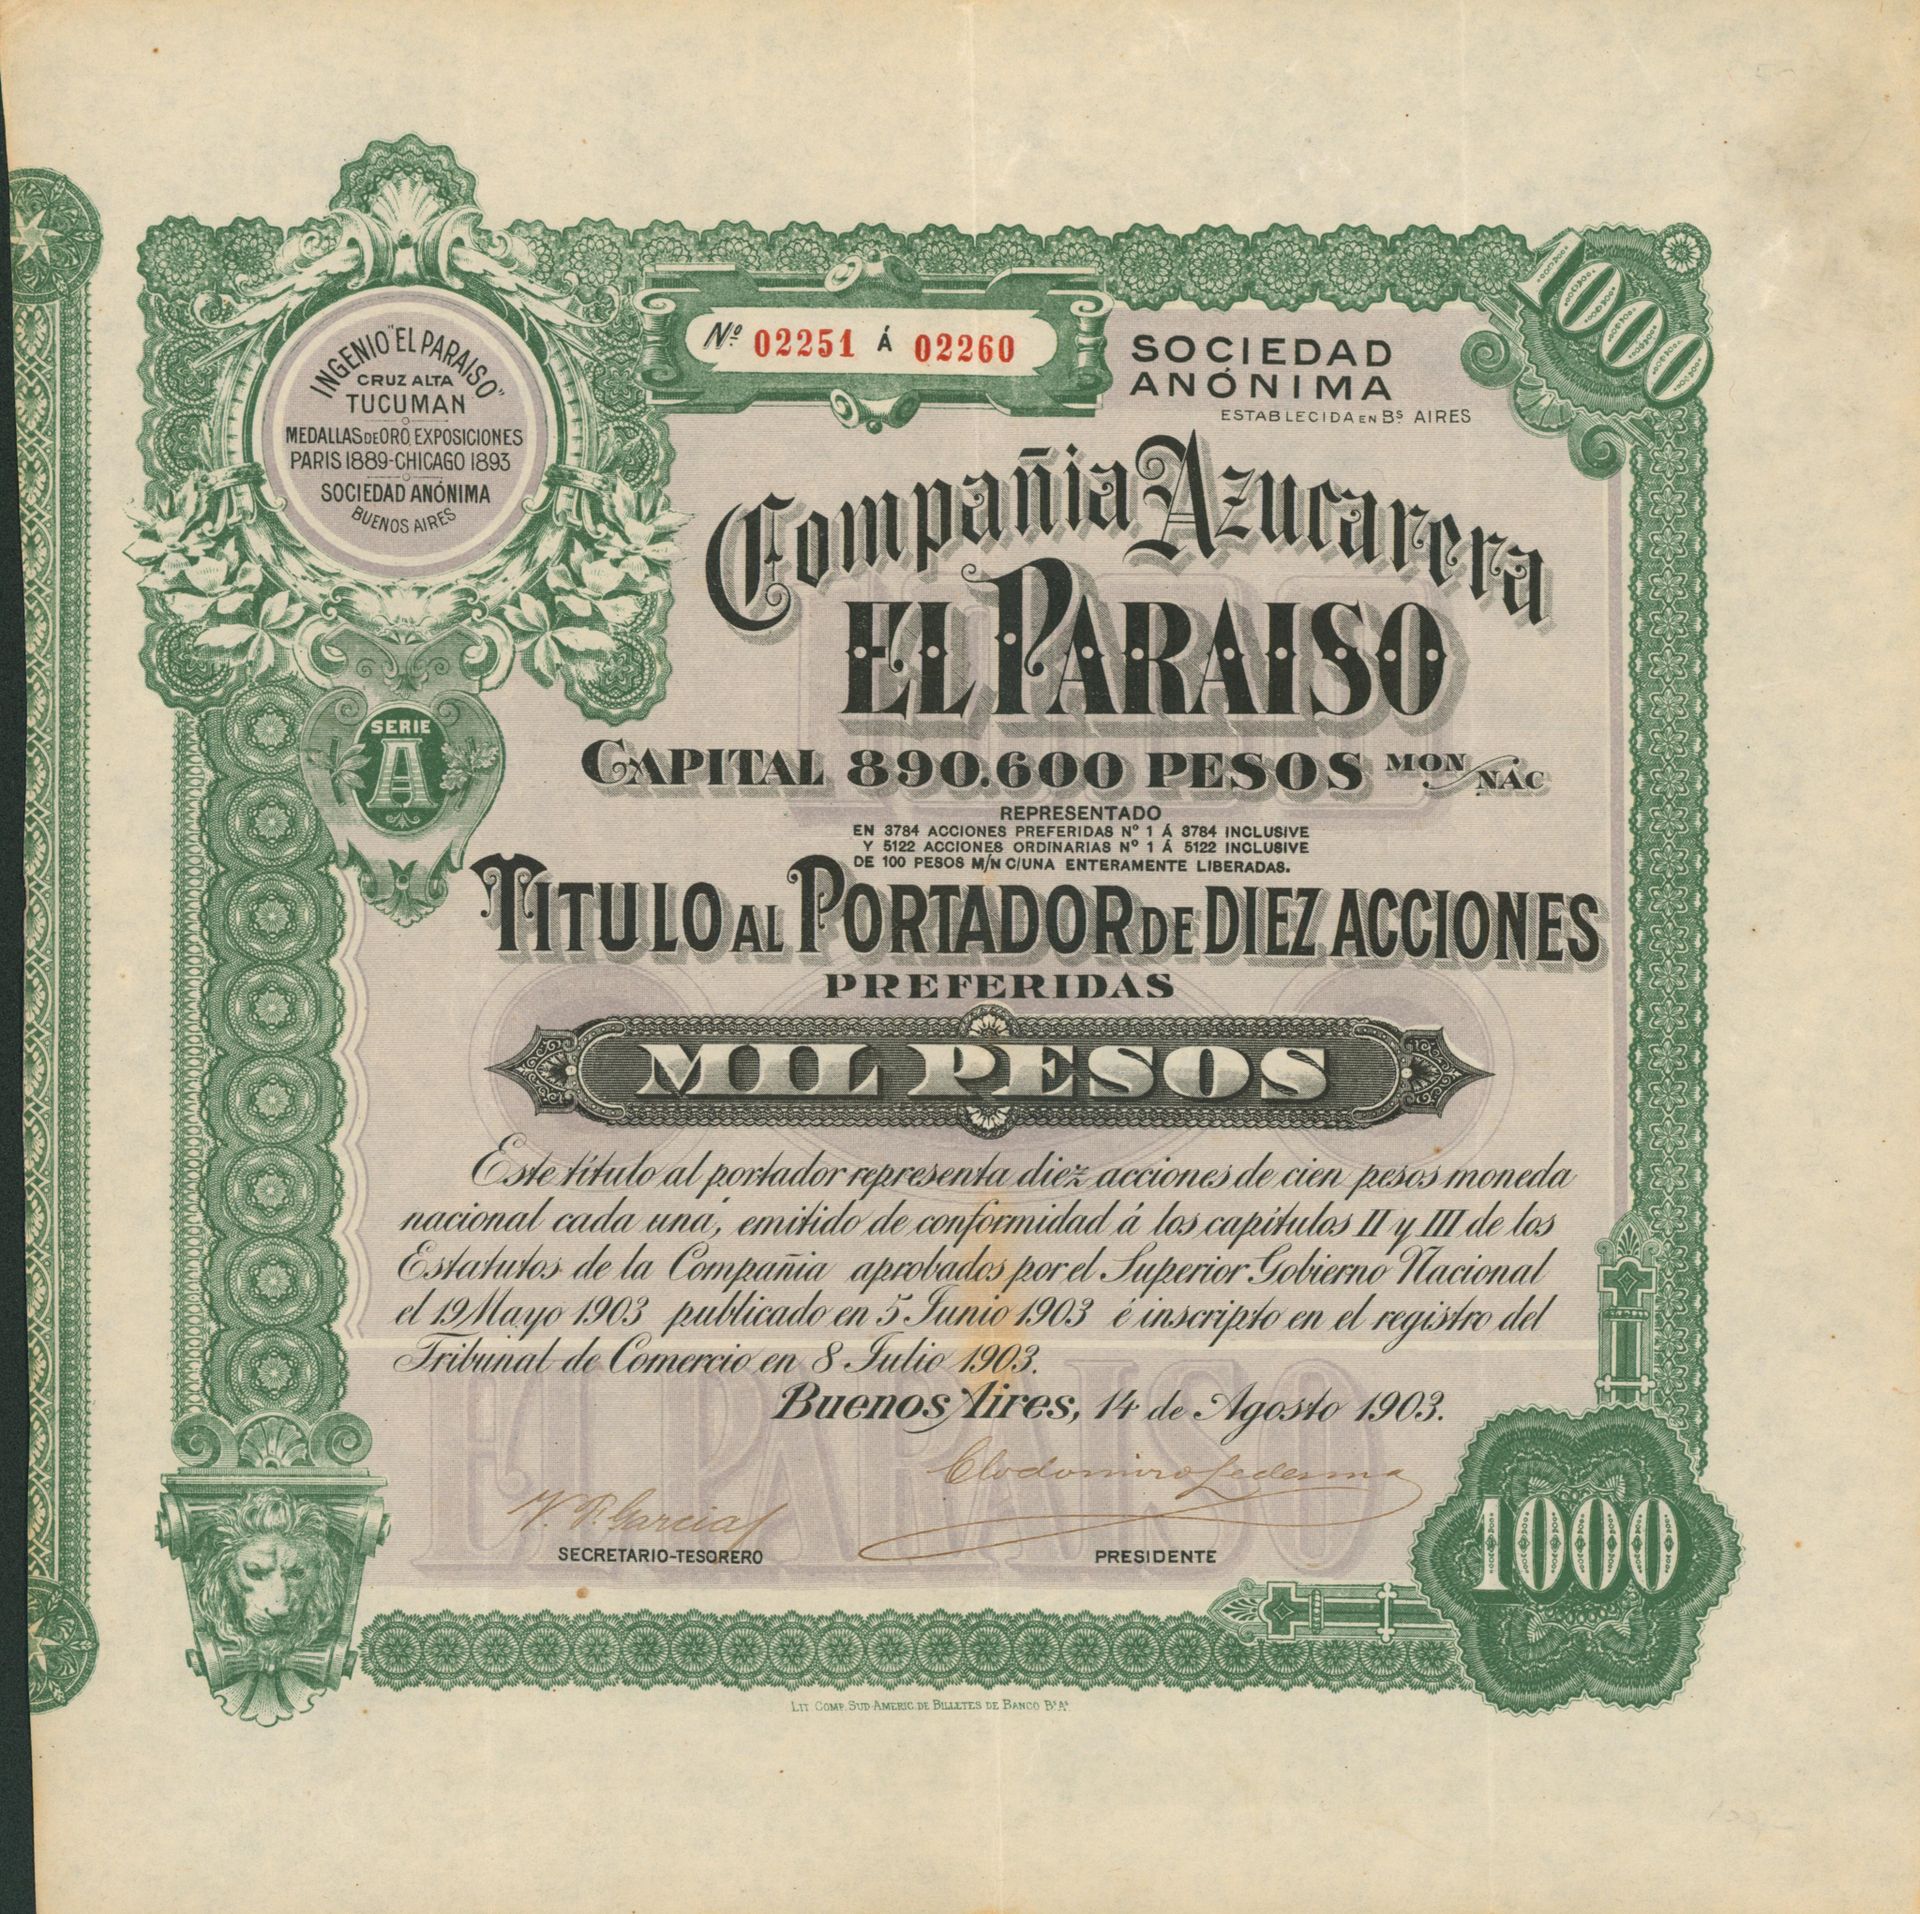 INGENIO "EL PARAISO"
CRUZ ALTA
TUCUMAN
MEDALLAS DE ORO, EXPOSICIONES
PARIS 1889-CHICAGO 1893
SOCIEDAD ANÓNIMA
BUENOS AIRES
SERIE
A
Nº 02251 Á 02260
SOCIEDAD
ANÓNIMA
ESTABLECIDA EN Bs. AIRES
1000
Compañia Azucarera
EL PARAISO
CAPITAL 890.600 PESOS MON NAC
REPRESENTADO
EN 3784 ACCIONES PREFERIDAS Nº 1 Á 3784 INCLUSIVE
Y 5122 ACCIONES ORDINARIAS Nº 1 Á 5122 INCLUSIVE
DE 100 PESOS M/N C/UNA ENTERAMENTE LIBERADAS.
TITULO AL PORTADOR DE DIEZ ACCIONES
PREFERIDAS
MIL PESOS
Este título al portador representa diez acciones de cien pesos moneda
nacional cada una, emitido de conformidad á los capítulos II y III de los
Estatutos de la Compañia aprobados por el Superior Gobierno Nacional
el 19 Mayo 1903 publicado en 5 Junio 1903 é inscripto en el registro del
Tribunal de Comercio en 8 Julio 1903.
Buenos Aires, 14 de Agosto 1903.
EL PARAISO
Clodomiro Ledesma
V. P. Garcia
SECRETARIO-TESORERO
PRESIDENTE
1000
LIT COMP. SUD-AMERIC. DE BILLETES DE BANCO Bs. As.